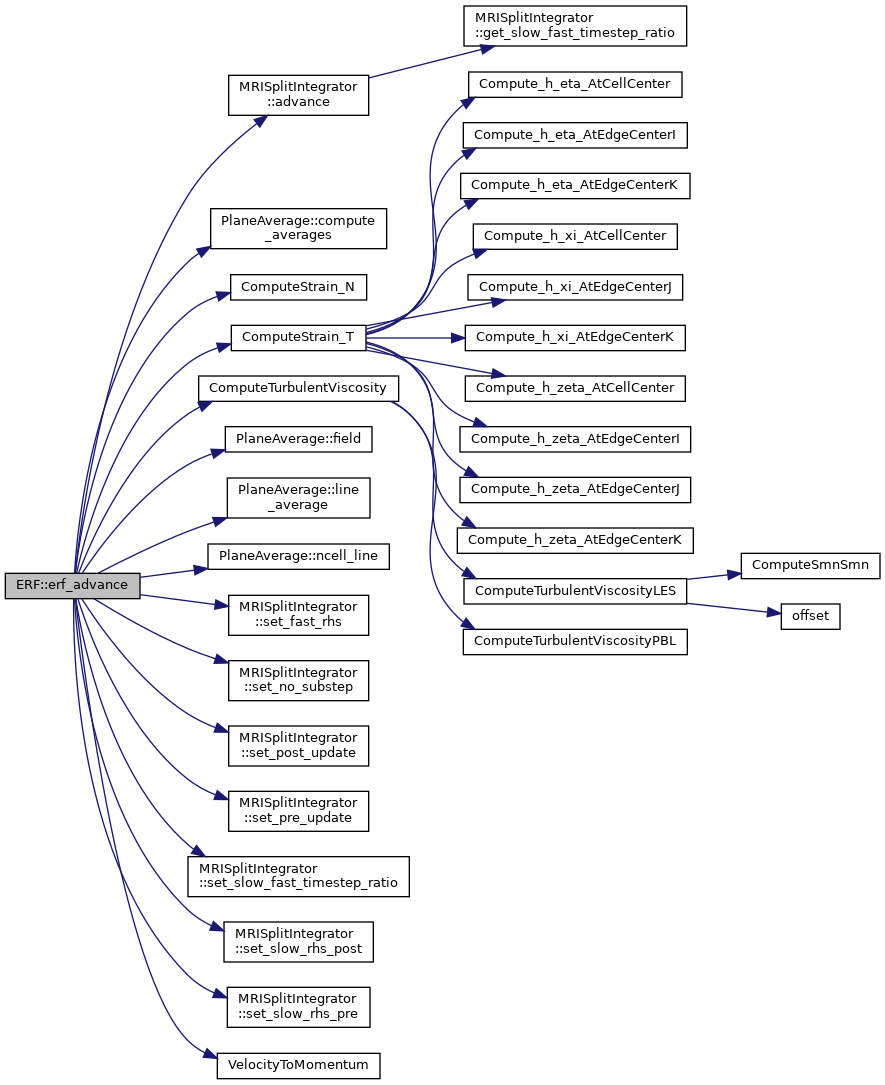 MRISplitIntegrator
::get_slow_fast_timestep_ratio
MRISplitIntegrator
::advance
Compute_h_eta_AtCellCenter
Compute_h_eta_AtEdgeCenterI
Compute_h_eta_AtEdgeCenterK
PlaneAverage::compute
_averages
Compute_h_xi_AtCellCenter
ComputeStrain_N
Compute_h_xi_AtEdgeCenterJ
ComputeStrain_T
Compute_h_xi_AtEdgeCenterK
ComputeTurbulentViscosity
Compute_h_zeta_AtCellCenter
PlaneAverage::field
Compute_h_zeta_AtEdgeCenterI
PlaneAverage::line
_average
Compute_h_zeta_AtEdgeCenterJ
Compute_h_zeta_AtEdgeCenterK
PlaneAverage::ncell_line
ComputeSmnSmn
ERF::erf_advance
ComputeTurbulentViscosityLES
offset
MRISplitIntegrator
::set_fast_rhs
ComputeTurbulentViscosityPBL
MRISplitIntegrator
::set_no_substep
MRISplitIntegrator
::set_post_update
MRISplitIntegrator
::set_pre_update
MRISplitIntegrator
::set_slow_fast_timestep_ratio
MRISplitIntegrator
::set_slow_rhs_post
MRISplitIntegrator
::set_slow_rhs_pre
VelocityToMomentum